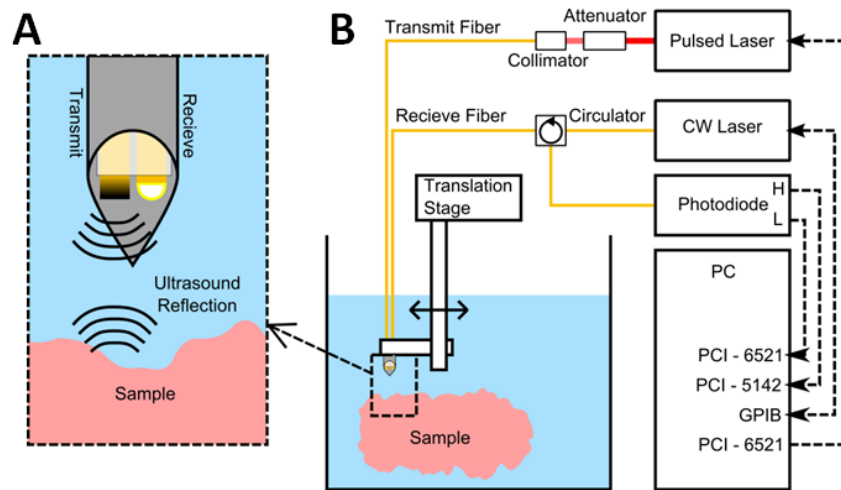 A
Transmit
Recieve
Ultrasound
Reflection
Sample
B
Transmit Fiber
Attenuator
Collimator
Pulsed Laser
Recieve Fiber
Circulator
CW Laser
Translation
Stage
Photodiode
H
L
PC
PCI - 6521
PCI - 5142
GPIB
PCI - 6521
Sample